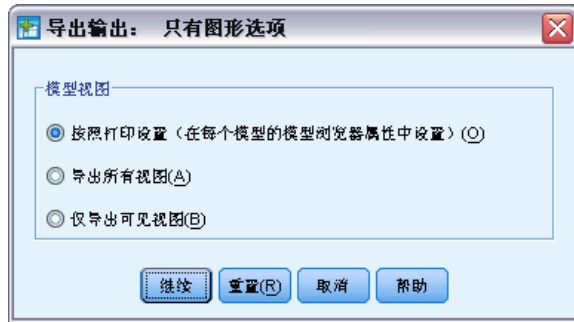 导出输出： 只有图形选项
模型视图
按照打印设置（在每个模型的模型浏览器属性中设置）(O)
导出所有视图(A)
仅导出可见视图(B)
继续 重置(R) 取消 帮助